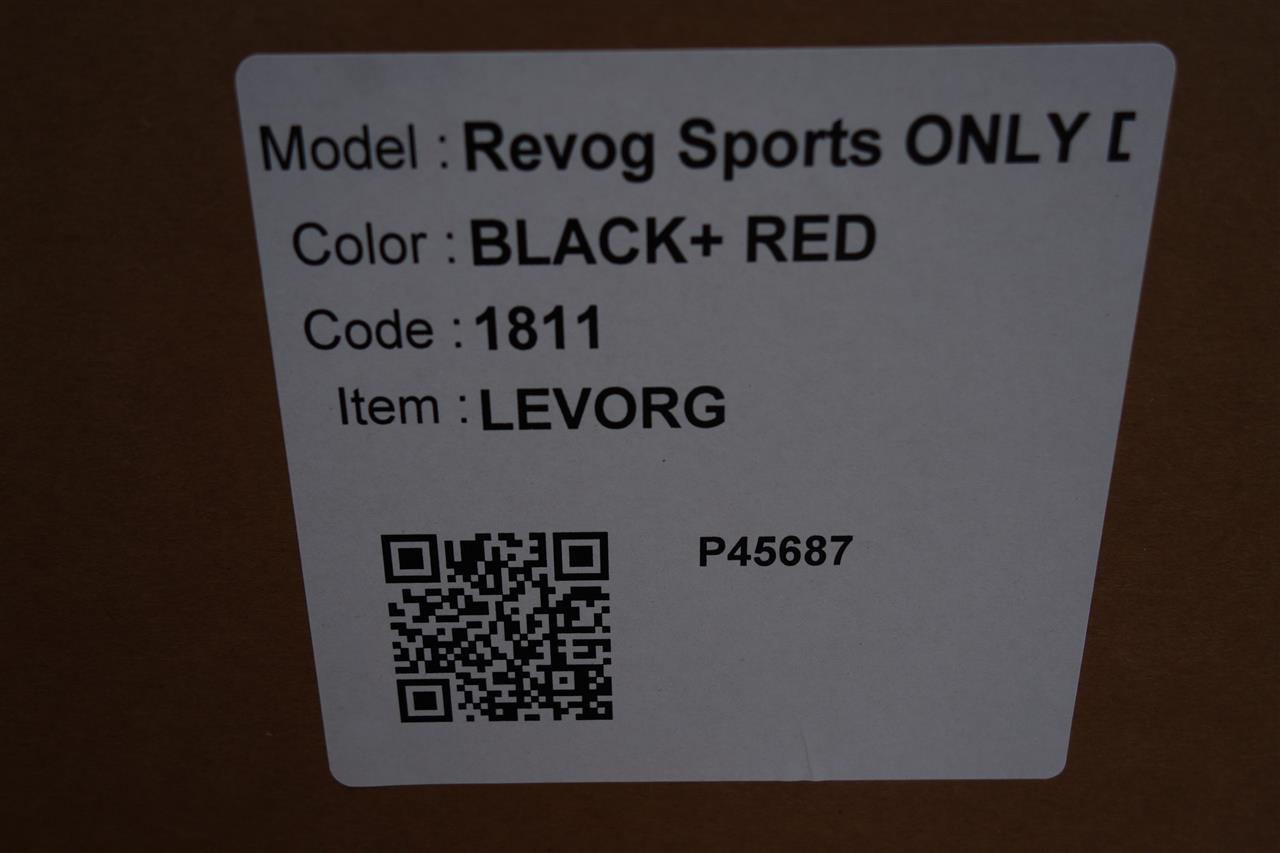 Model : Revog Sports ONLY
Color : BLACK+ RED
Code : 1811
Item : LEVORG
P45687